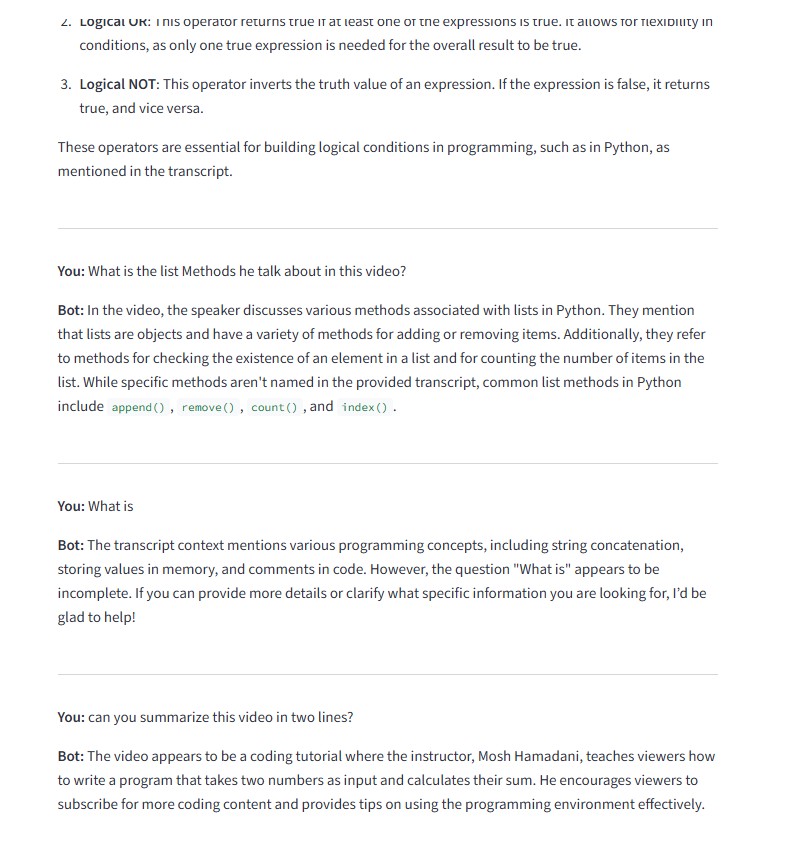 2. Logical OR: This operator returns true if at least one of the expressions is true. It allows for flexibility in
conditions, as only one true expression is needed for the overall result to be true.
3. Logical NOT: This operator inverts the truth value of an expression. If the expression is false, it returns
true, and vice versa.
These operators are essential for building logical conditions in programming, such as in Python, as
mentioned in the transcript.
You: What is the list Methods he talk about in this video?
Bot: In the video, the speaker discusses various methods associated with lists in Python. They mention
that lists are objects and have a variety of methods for adding or removing items. Additionally, they refer
to methods for checking the existence of an element in a list and for counting the number of items in the
list. While specific methods aren't named in the provided transcript, common list methods in Python
include append() , remove() , count() , and index() .
You: What is
Bot: The transcript context mentions various programming concepts, including string concatenation,
storing values in memory, and comments in code. However, the question "What is" appears to be
incomplete. If you can provide more details or clarify what specific information you are looking for, I’d be
glad to help!
You: can you summarize this video in two lines?
Bot: The video appears to be a coding tutorial where the instructor, Mosh Hamadani, teaches viewers how
to write a program that takes two numbers as input and calculates their sum. He encourages viewers to
subscribe for more coding content and provides tips on using the programming environment effectively.